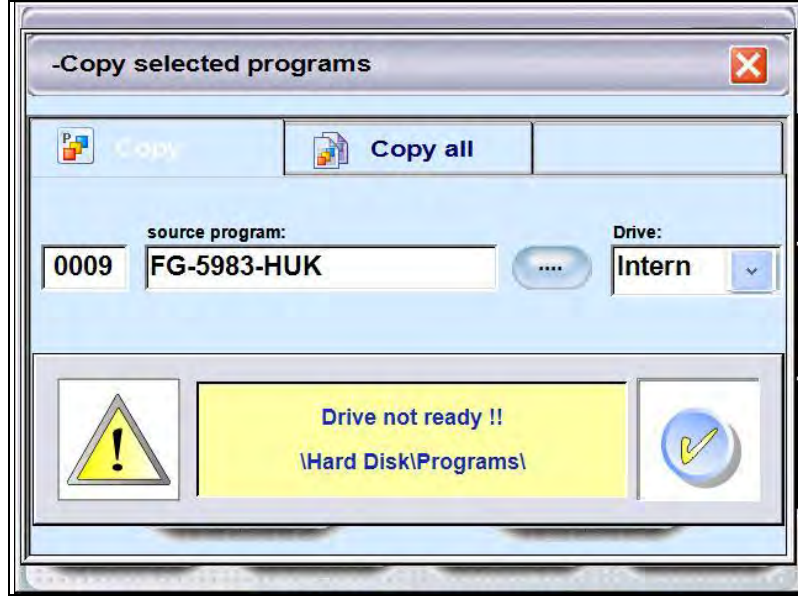 -Copy selected programs
P
Copy
Copy all
source program:
Drive:
0009
FG-5983-HUK
....
Intern
Drive not ready !!
\Hard Disk\Programs\